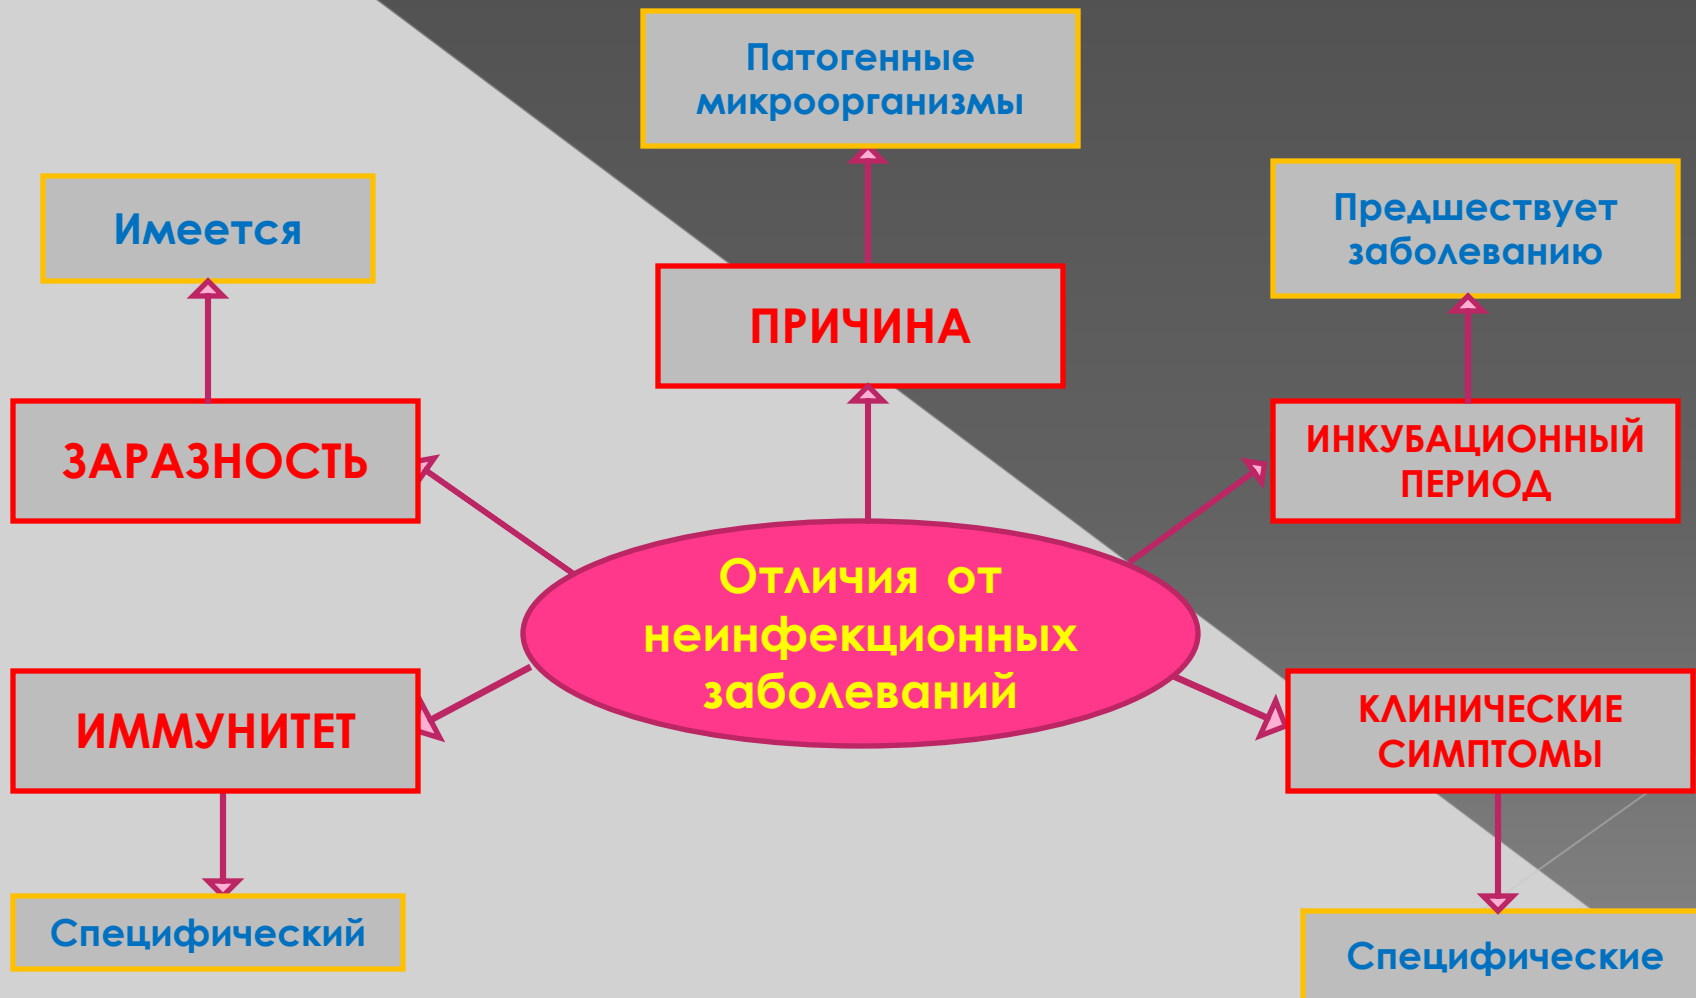 Патогенные
микроорганизмы
Имеется
Предшествует
заболеванию
ПРИЧИНА
ЗАРАЗНОСТЬ
ИНКУБАЦИОННЫЙ
ПЕРИОД
Отличия от
неинфекционных
заболеваний
ИММУНИТЕТ
КЛИНИЧЕСКИЕ
СИМПТОМЫ
Специфический
Специфические